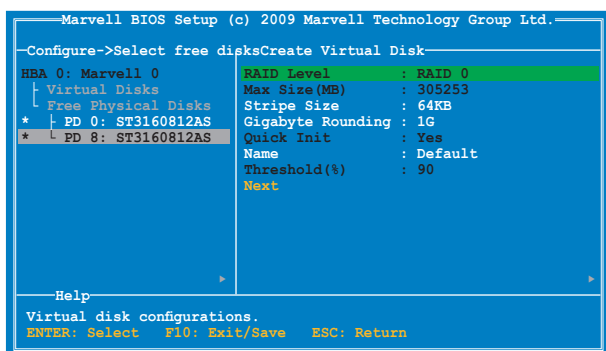 Marvell BIOS Setup (c) 2009 Marvell Technology Group Ltd.
Configure->Select free disksCreate Virtual Disk
HBA 0: Marvell 0
Virtual Disks
Free Physical Disks
* PD 0: ST3160812AS
* PD 8: ST3160812AS
RAID Level : RAID 0
Max Size(MB) : 305253
Stripe Size : 64KB
Gigabyte Rounding : 1G
Quick Init : Yes
Name : Default
Threshold(%) : 90
Next
Help
Virtual disk configurations.
ENTER: Select F10: Exit/Save ESC: Return